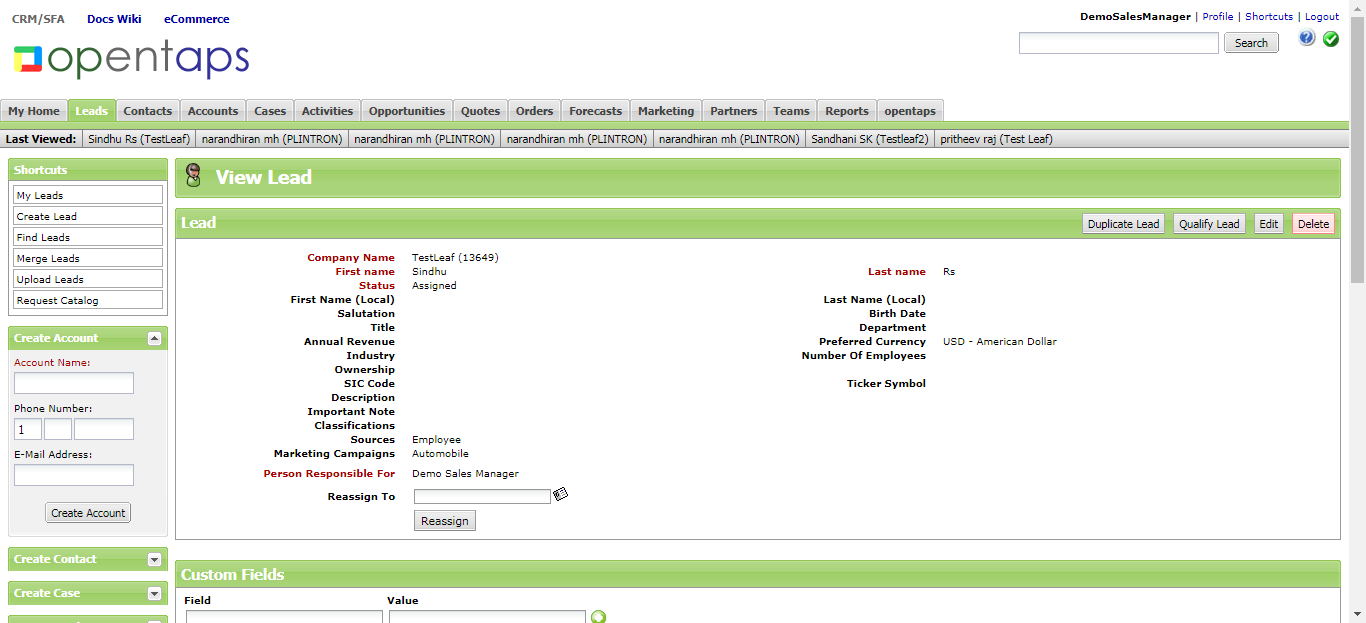 CRM/SFA Docs Wiki eCommerce
DemoSalesManager | Profile | Shortcuts | Logout
opentaps
Search
My Home Leads Contacts Accounts Cases Activities Opportunities Quotes Orders Forecasts Marketing Partners Teams Reports opentaps
Last Viewed: Sindhu Rs (TestLeaf) narandhiran mh (PLINTRON) narandhiran mh (PLINTRON) narandhiran mh (PLINTRON) narandhiran mh (PLINTRON) Sandhani SK (Testleaf2) pritheev raj (Test Leaf)
Shortcuts
My Leads
Create Lead
Find Leads
Merge Leads
Upload Leads
Request Catalog
Create Account
Account Name:
Phone Number:
1
E-Mail Address:
Create Account
Create Contact
Create Case
View Lead
Lead
Duplicate Lead Qualify Lead Edit Delete
Company Name TestLeaf (13649)
First name Sindhu Last name Rs
Status Assigned
First Name (Local) Last Name (Local)
Salutation Birth Date
Title Department
Annual Revenue Preferred Currency USD - American Dollar
Industry Number Of Employees
Ownership
SIC Code Ticker Symbol
Description
Important Note
Classifications
Sources Employee
Marketing Campaigns Automobile
Person Responsible For Demo Sales Manager
Reassign To
Reassign
Custom Fields
Field Value